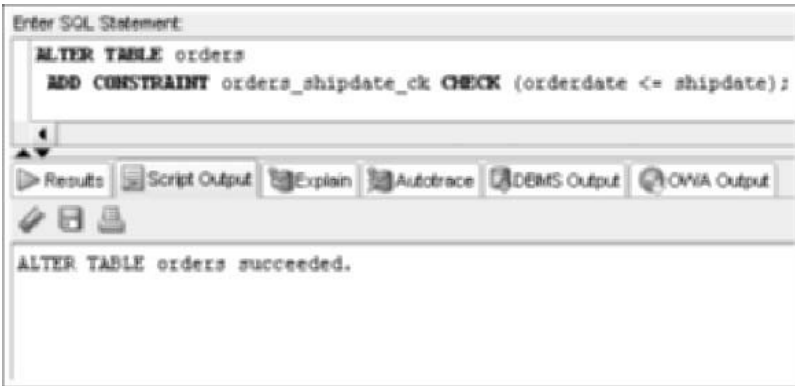 Enter SQL Statement:
ALTER TABLE orders
ADD CONSTRAINT orders_shipdate_ck CHECK (orderdate <= shipdate);
Results Script Output Explain Autotrace DBMS Output OWA Output
ALTER TABLE orders succeeded.